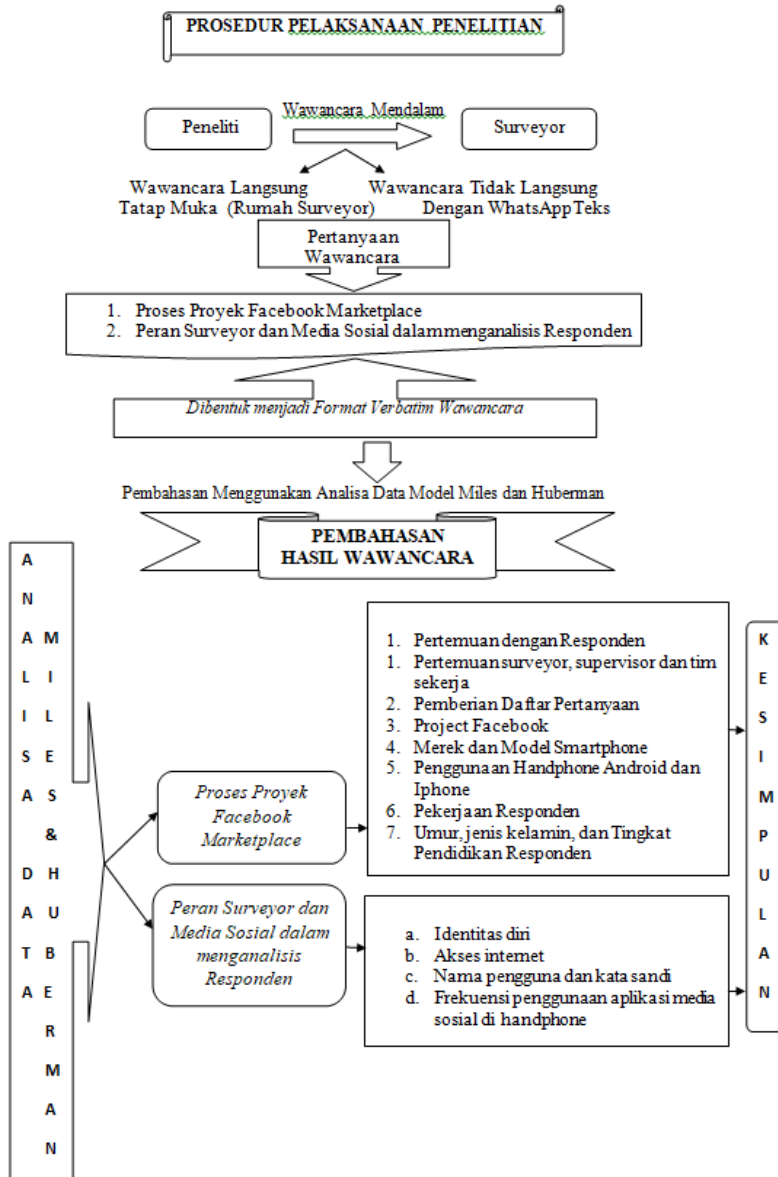 PROSEDUR PELAKSANAAN PENELITIAN
Wawancara Mendalam
Peneliti
Surveyor
Wawancara Langsung
Tatap Muka (Rumah Surveyor)
Wawancara Tidak Langsung
Dengan WhatsApp Teks
Pertanyaan
Wawancara
1. Proses Proyek Facebook Marketplace
2. Peran Surveyor dan Media Sosial dalammenganalisis Responden
Dibentuk menjadi Format Verbatim Wawancara
Pembahasan Menggunakan Analisa Data Model Miles dan Huberman
PEMBAHASAN
HASIL WAWANCARA
ANALISA DATA
MILES & HUBERMAN
Proses Proyek
Facebook
Marketplace
1. Pertemuan dengan Responden
1. Pertemuan surveyor, supervisor dan tim
sekerja
2. Pemberian Daftar Pertanyaan
3. Project Facebook
4. Merek dan Model Smartphone
5. Penggunaan Handphone Android dan
Iphone
6. Pekerjaan Responden
7. Umur, jenis kelamin, dan Tingkat
Pendidikan Responden
Peran Surveyor dan
Media Sosial dalam
menganalisis
Responden
a. Identitas diri
b. Akses internet
c. Nama pengguna dan kata sandi
d. Frekuensi penggunaan aplikasi media
sosial di handphone
KESIMPULAN